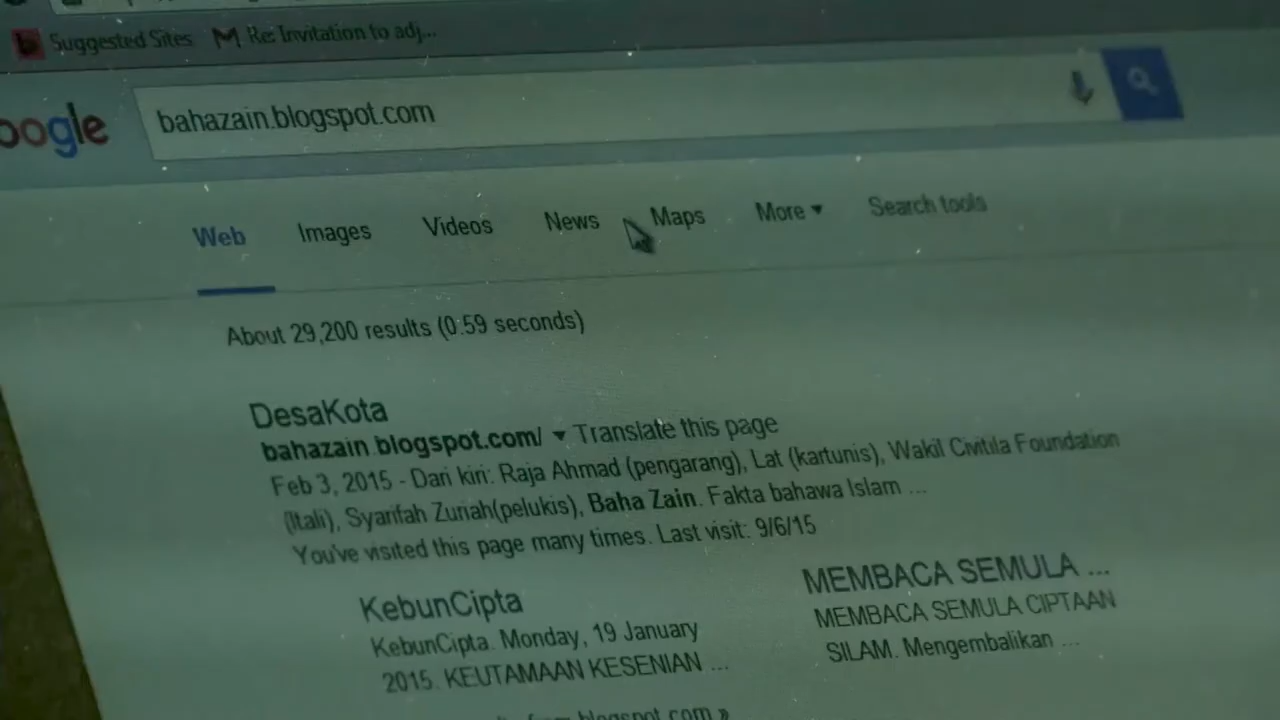 Suggested Sites Re: Invitation to adj...
oogle bahazain.blogspot.com
Web Images Videos News Maps More Search tools
About 29,200 results (0.59 seconds)
DesaKota
bahazain.blogspot.com/ Translate this page
Feb 3, 2015 - Dari kiri: Raja Ahmad (pengarang), Lat (kartunis), Wakil Civitila Foundation
(Itali), Syarifah Zuriah(pelukis), Baha Zain. Fakta bahawa Islam ...
You've visited this page many times. Last visit: 9/6/15
KebunCipta
KebunCipta. Monday, 19 January
2015. KEUTAMAAN KESENIAN ...
MEMBACA SEMULA ...
MEMBACA SEMULA CIPTAAN
SILAM. Mengembalikan ...
from blogspot.com »